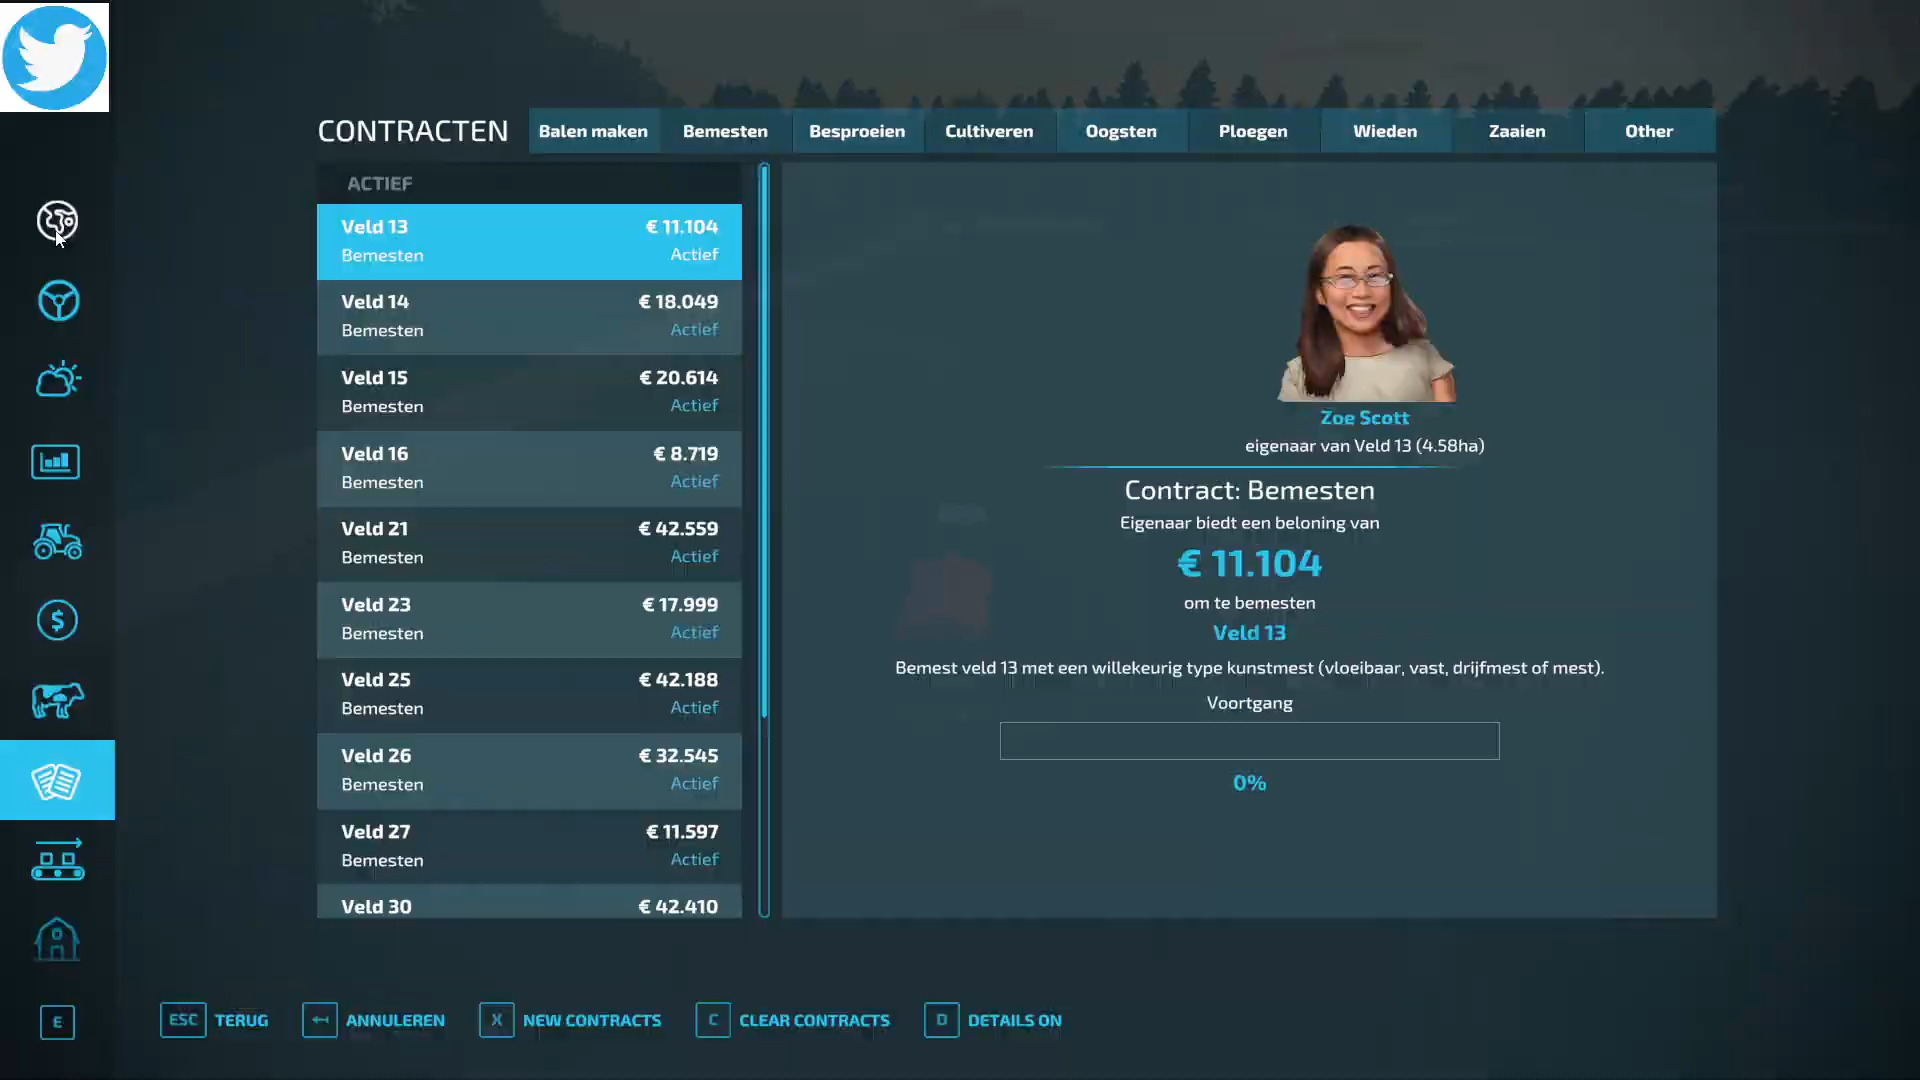 CONTRACTEN
Balen maken
Bemesten
Besproeien
Cultiveren
Oogsten
Ploegen
Wieden
Zaaien
Other
ACTIEF
Veld 13 € 11.104
Bemesten Actief
Veld 14 € 18.049
Bemesten Actief
Veld 15 € 20.614
Bemesten Actief
Veld 16 € 8.719
Bemesten Actief
Veld 21 € 42.559
Bemesten Actief
Veld 23 € 17.999
Bemesten Actief
Veld 25 € 42.188
Bemesten Actief
Veld 26 € 32.545
Bemesten Actief
Veld 27 € 11.597
Bemesten Actief
Veld 30 € 42.410
Zoe Scott
eigenaar van Veld 13 (4.58ha)
Contract: Bemesten
Eigenaar biedt een beloning van
€ 11.104
om te bemesten
Veld 13
Bemest veld 13 met een willekeurig type kunstmest (vloeibaar, vast, drijfmest of mest).
Voortgang
0%
E
ESC TERUG
ANNULEREN
X NEW CONTRACTS
C CLEAR CONTRACTS
D DETAILS ON